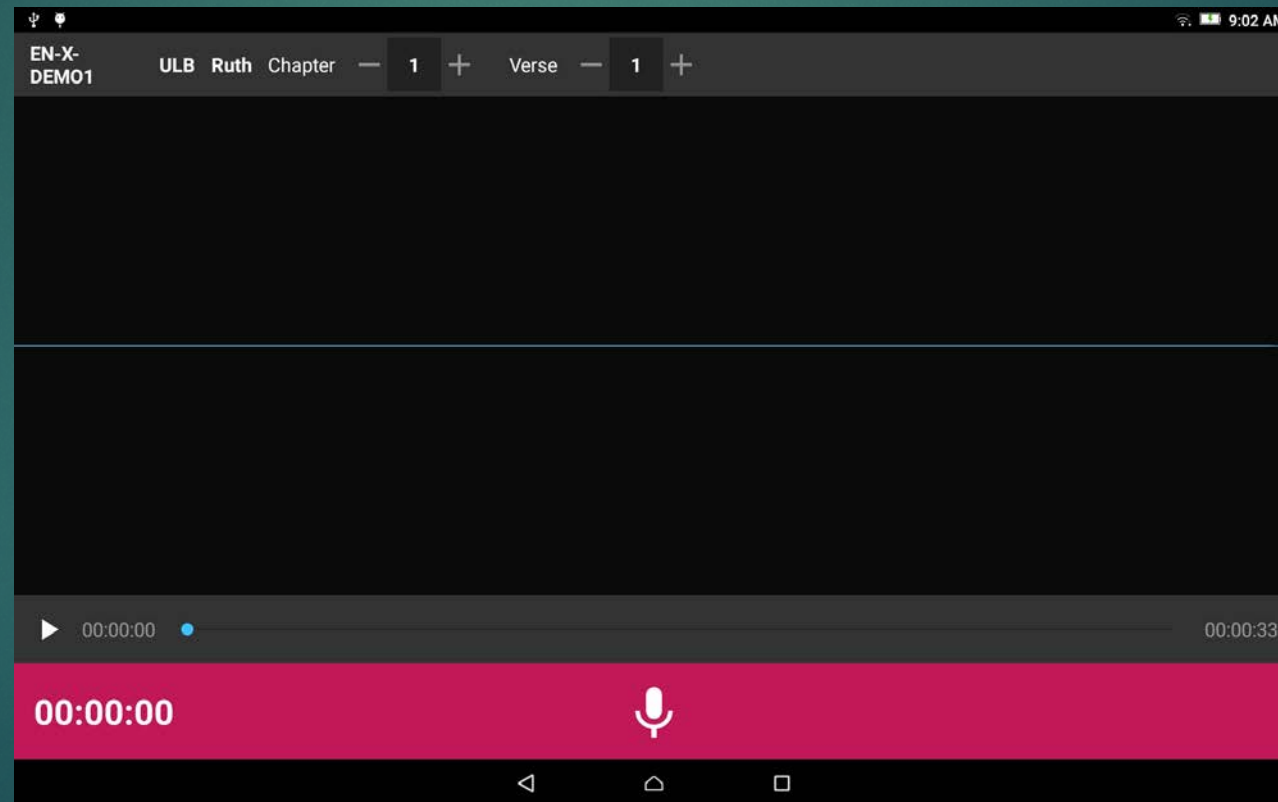 9:02 AM
EN-X-
DEMO1
ULB Ruth Chapter — 1 + Verse — 1 +
00:00:00
00:00:33
00:00:00